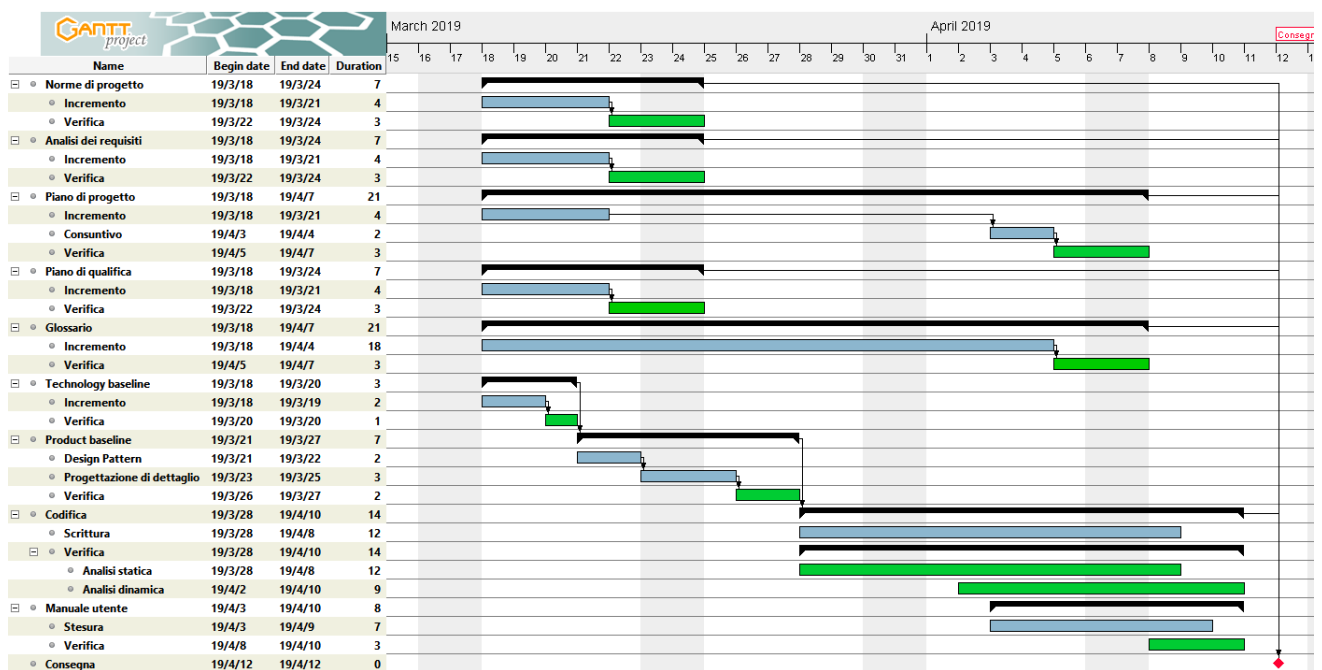 GANTT
project
March 2019
April 2019
Consegn
15 16 17 18 19 20 21 22 23 24 25 26 27 28 29 30 31 1 2 3 4 5 6 7 8 9 10 11 12 1
Name Begin date End date Duration
Norme di progetto 19/3/18 19/3/24 7
Incremento 19/3/18 19/3/21 4
Verifica 19/3/22 19/3/24 3
Analisi dei requisiti 19/3/18 19/3/24 7
Incremento 19/3/18 19/3/21 4
Verifica 19/3/22 19/3/24 3
Piano di progetto 19/3/18 19/4/7 21
Incremento 19/3/18 19/3/21 4
Consuntivo 19/4/3 19/4/4 2
Verifica 19/4/5 19/4/7 3
Piano di qualifica 19/3/18 19/3/24 7
Incremento 19/3/18 19/3/21 4
Verifica 19/3/22 19/3/24 3
Glossario 19/3/18 19/4/7 21
Incremento 19/3/18 19/4/4 18
Verifica 19/4/5 19/4/7 3
Technology baseline 19/3/18 19/3/20 3
Incremento 19/3/18 19/3/19 2
Verifica 19/3/20 19/3/20 1
Product baseline 19/3/21 19/3/27 7
Design Pattern 19/3/21 19/3/22 2
Progettazione di dettaglio 19/3/23 19/3/25 3
Verifica 19/3/26 19/3/27 2
Codifica 19/3/28 19/4/10 14
Scrittura 19/3/28 19/4/8 12
Verifica 19/3/28 19/4/10 14
Analisi statica 19/3/28 19/4/8 12
Analisi dinamica 19/4/2 19/4/10 9
Manuale utente 19/4/3 19/4/10 8
Stesura 19/4/3 19/4/9 7
Verifica 19/4/8 19/4/10 3
Consegna 19/4/12 19/4/12 0